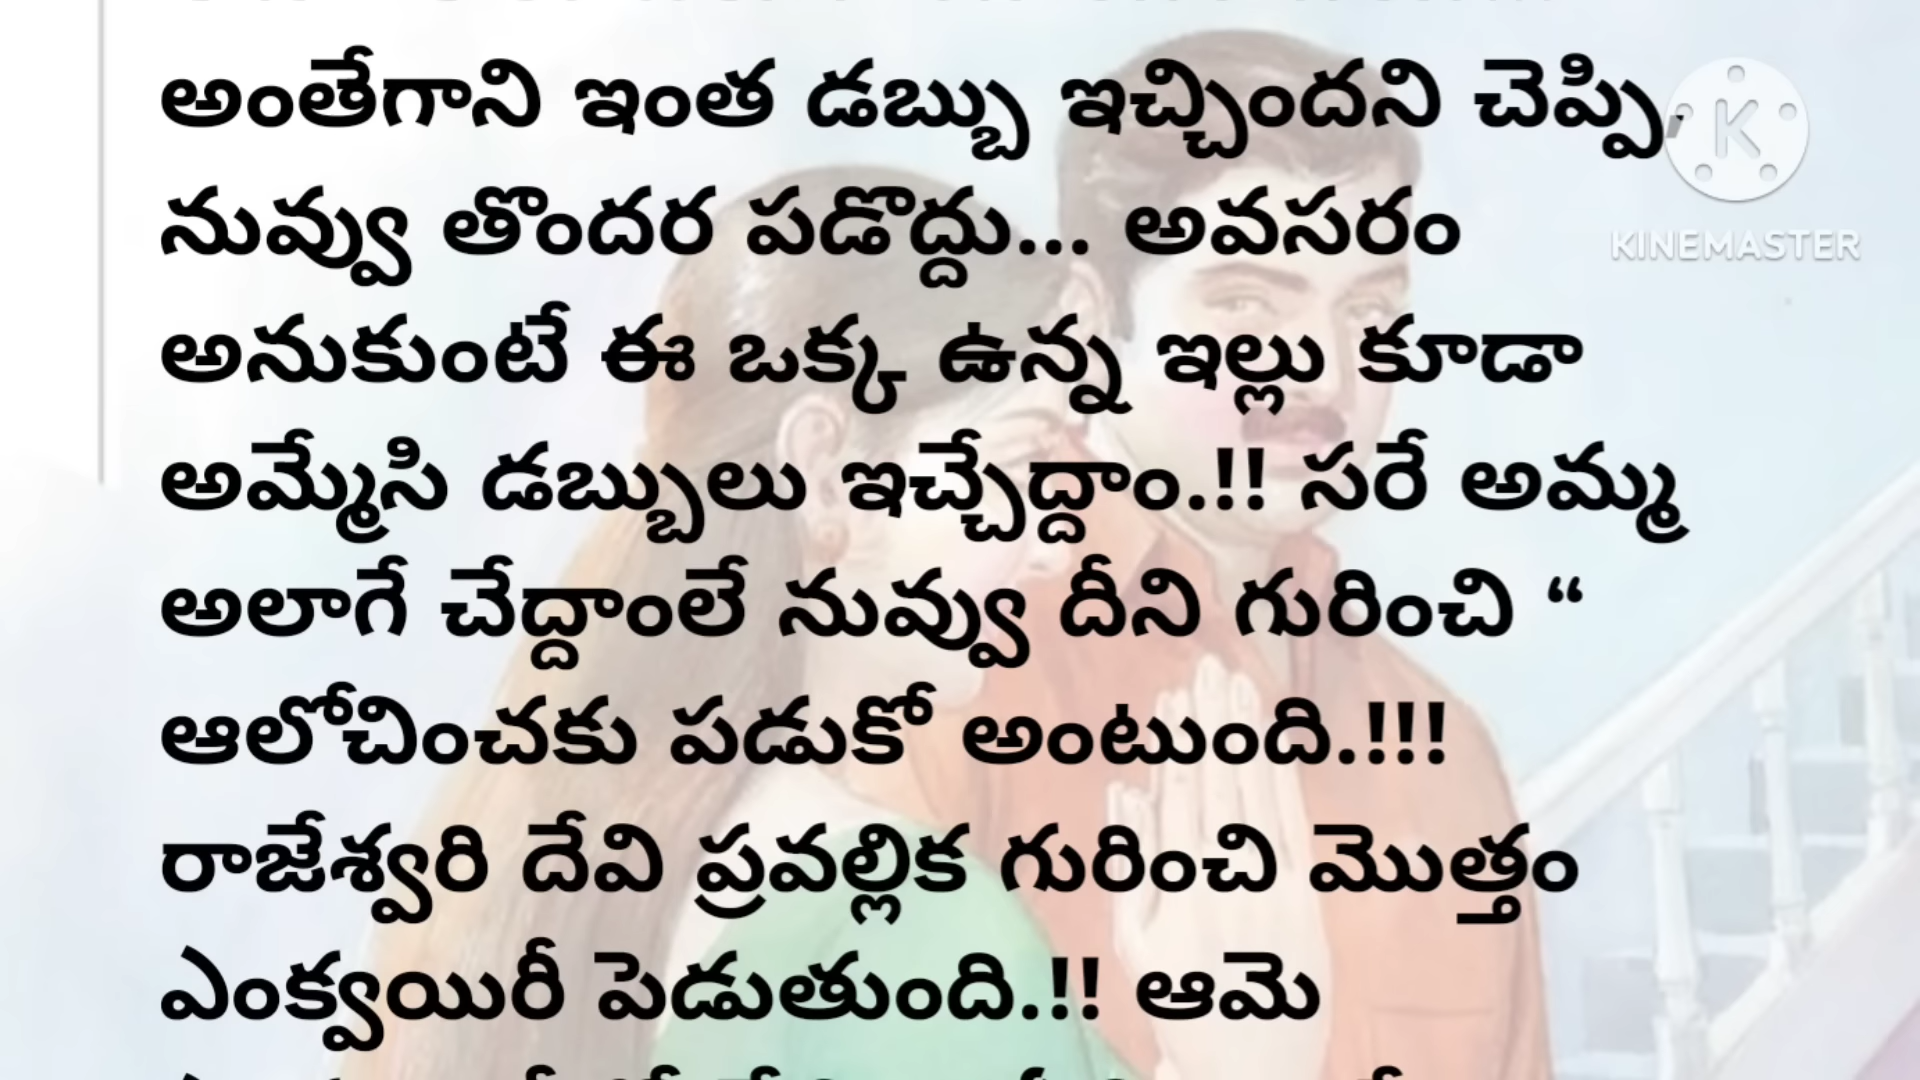 అంతేగాని ఇంత డబ్బు ఇచ్చిందని చెప్పి,
నువ్వు తొందర పడొద్దు... అవసరం
అనుకుంటే ఈ ఒక్క ఉన్న ఇల్లు కూడా
అమ్మేసి డబ్బులు ఇచ్చేద్దాం.!! సరే అమ్మ
అలాగే చేద్దాంలే నువ్వు దీని గురించి “
ఆలోచించకు పడుకో అంటుంది.!!!
రాజేశ్వరి దేవి ప్రవల్లిక గురించి మొత్తం
ఎంక్వయిరీ పెడుతుంది.!! ఆమె
K
KINEMASTER